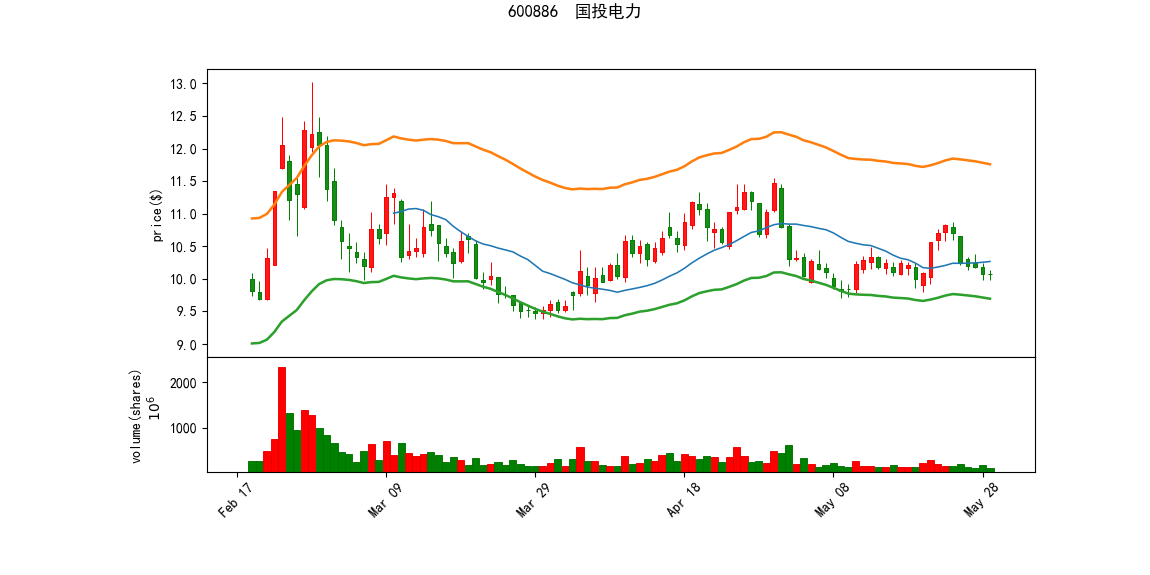 600886 国投电力
price($)
13.0
12.5
12.0
11.5
11.0
10.5
10.0
9.5
9.0
volume(shares)
10^6
2000
1000
Feb 17
Mar 09
Mar 29
Apr 18
May 08
May 28